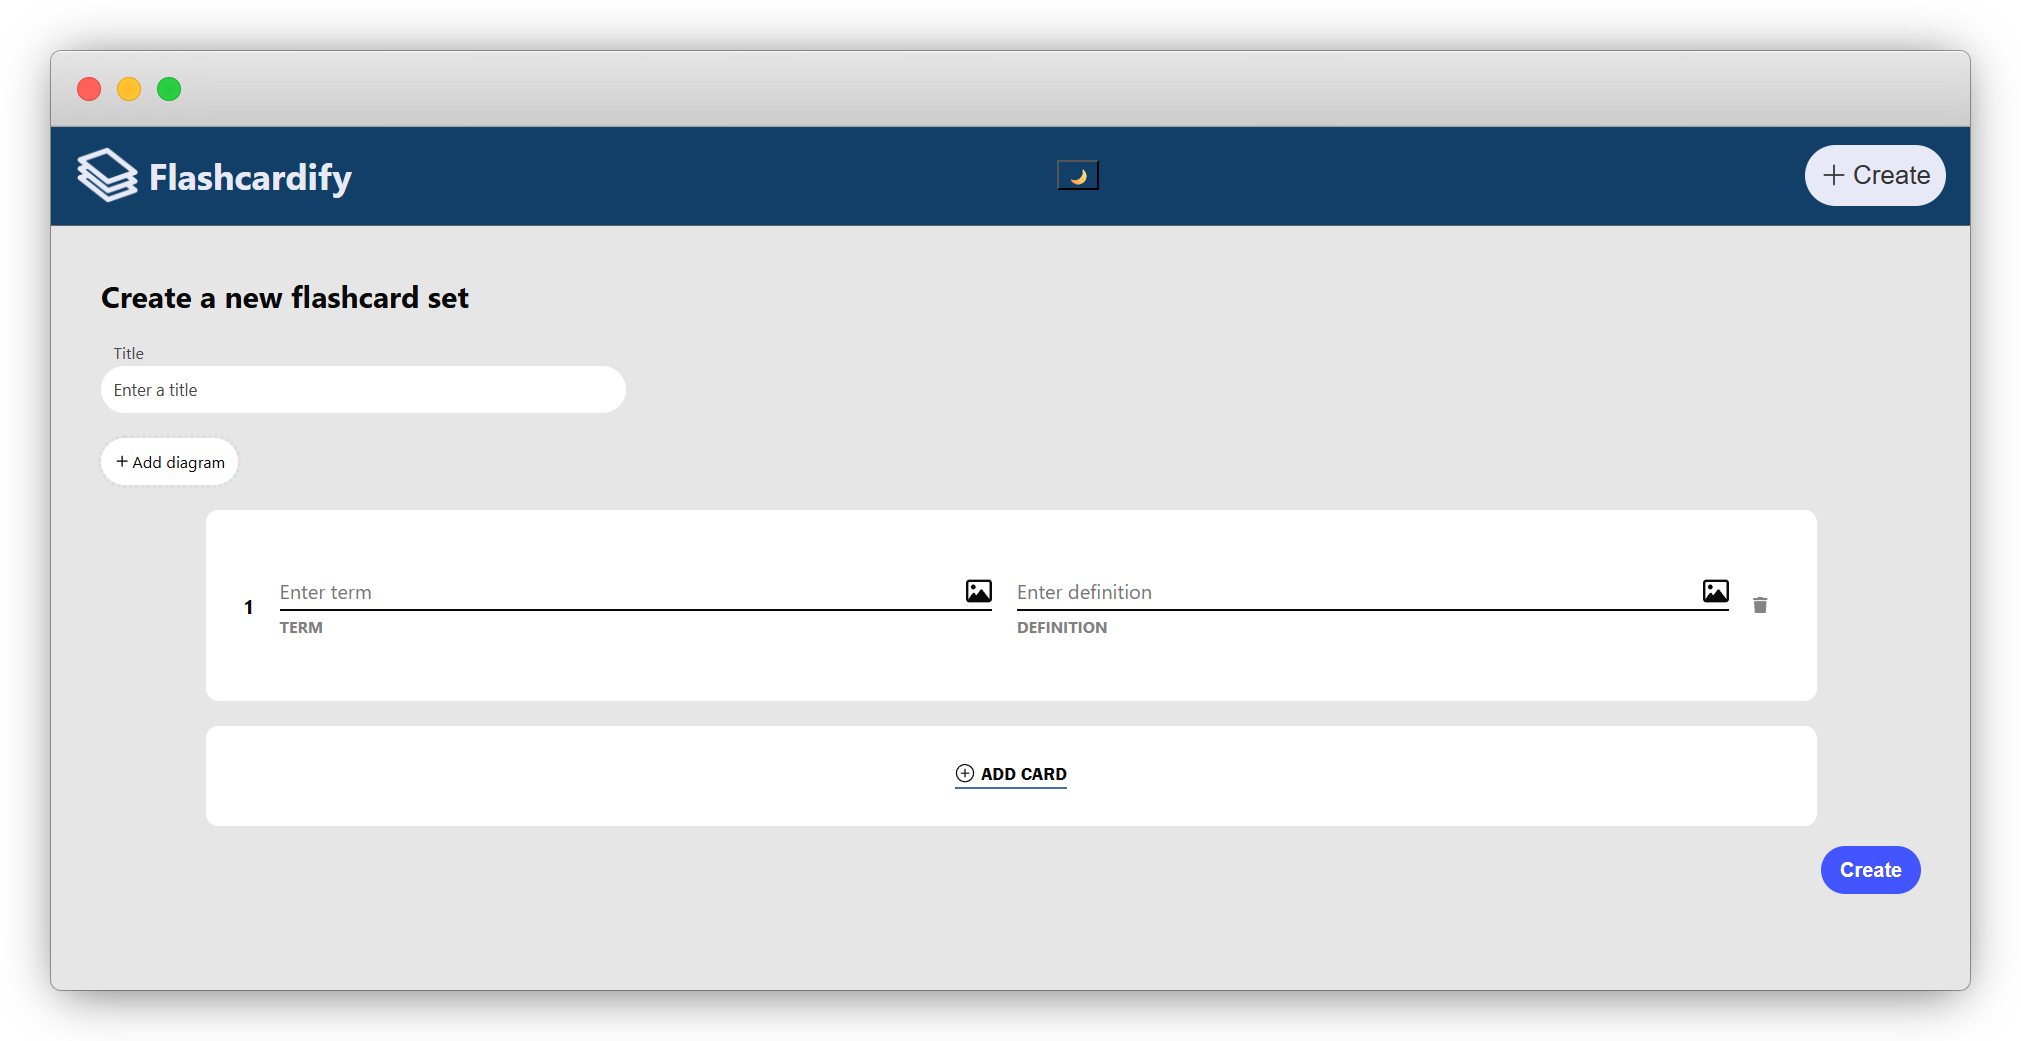 Flashcardify
+ Create
Create a new flashcard set
Title
Enter a title
+ Add diagram
1
Enter term
Enter definition
TERM
DEFINITION
ADD CARD
Create